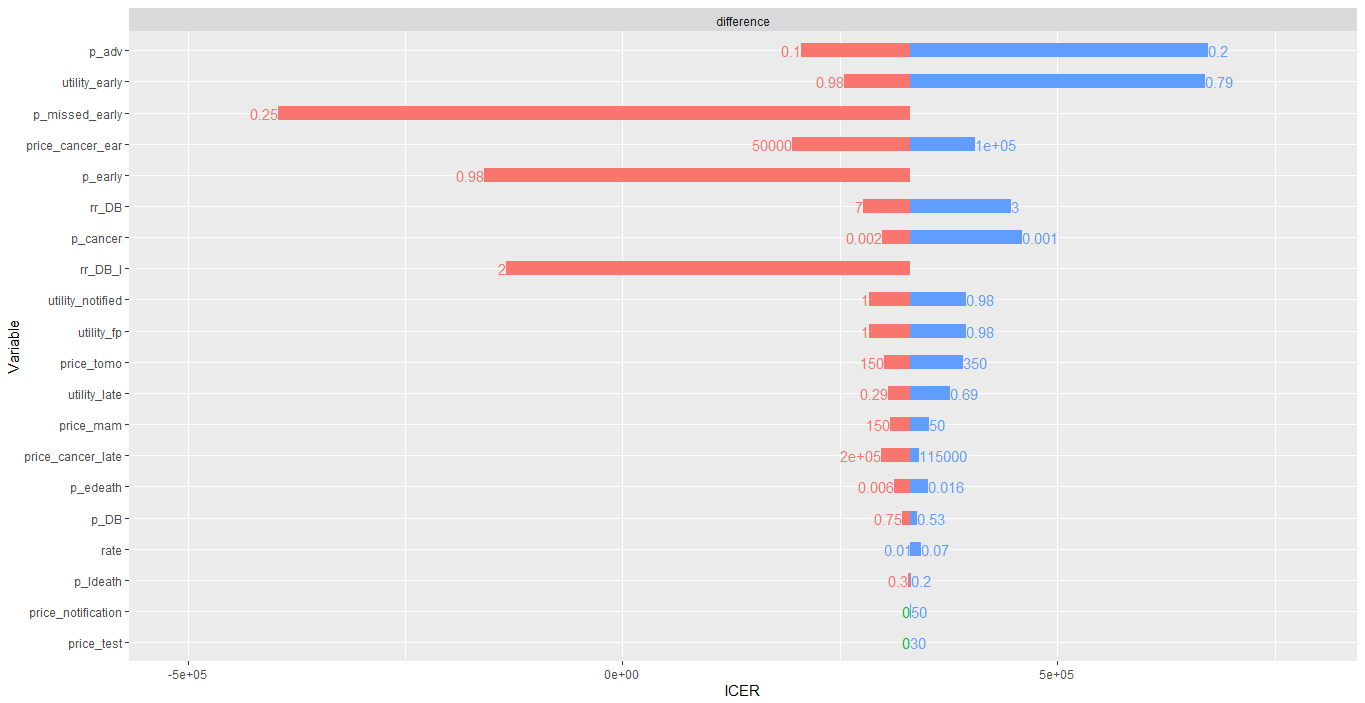 difference
p_adv 0.1 0.2
utility_early 0.98 0.79
p_missed_early 0.25
price_cancer_ear 50000 1e+05
p_early 0.98
rr_DB 7 3
p_cancer 0.002 0.001
rr_DB_I 2
utility_notified 1 0.98
utility_fp 1 0.98
price_tomo 150 350
utility_late 0.29 0.69
price_mam 150 50
price_cancer_late 2e+05 115000
p_edeath 0.006 0.016
p_DB 0.75 0.53
rate 0.01 0.07
p_ldeath 0.3 0.2
price_notification 0 50
price_test 0 30
-5e+05 0e+00 5e+05
ICER
Variable